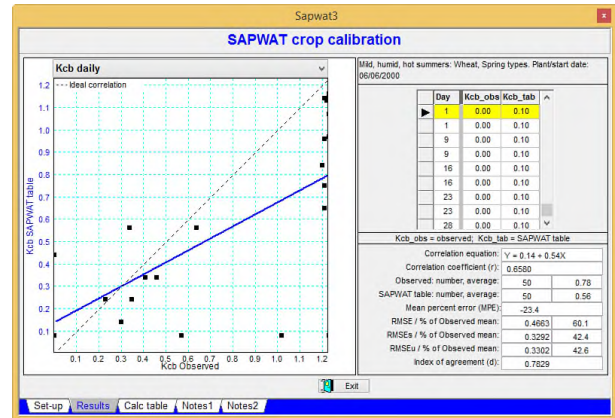 Sapwat3
x
SAPWAT crop calibration
Kcb daily
--- Ideal correlation
Kcb SAPWAT table
1.2
1.1
1.0
0.9
0.8
0.7
0.6
0.5
0.4
0.3
0.2
0.1
0.1 0.2 0.3 0.4 0.5 0.6 0.7 0.8 0.9 1.0 1.1 1.2
Kcb Observed
Mild, humid, hot summers: Wheat, Spring types. Plant/start date:
06/06/2000
Day Kcb_obs Kcb_tab
1 0.00 0.10
1 0.00 0.10
9 0.00 0.10
9 0.00 0.10
16 0.00 0.10
16 0.00 0.10
23 0.00 0.10
23 0.00 0.10
28 0.00 0.10
Kcb_obs = observed; Kcb_tab = SAPWAT table
Correlation equation: Y = 0.14 + 0.54X
Correlation coefficient (r): 0.6580
Observed: number, average: 50 0.78
SAPWAT table: number, average: 50 0.56
Mean percent error (MPE): -23.4
RMSE / % of Observed mean: 0.4663 60.1
RMSEs / % of Observed mean: 0.3292 42.4
RMSEu / % of Obseved mean: 0.3302 42.6
Index of agreement (d): 0.7829
Exit
Set-up Results Calc table Notes1 Notes2